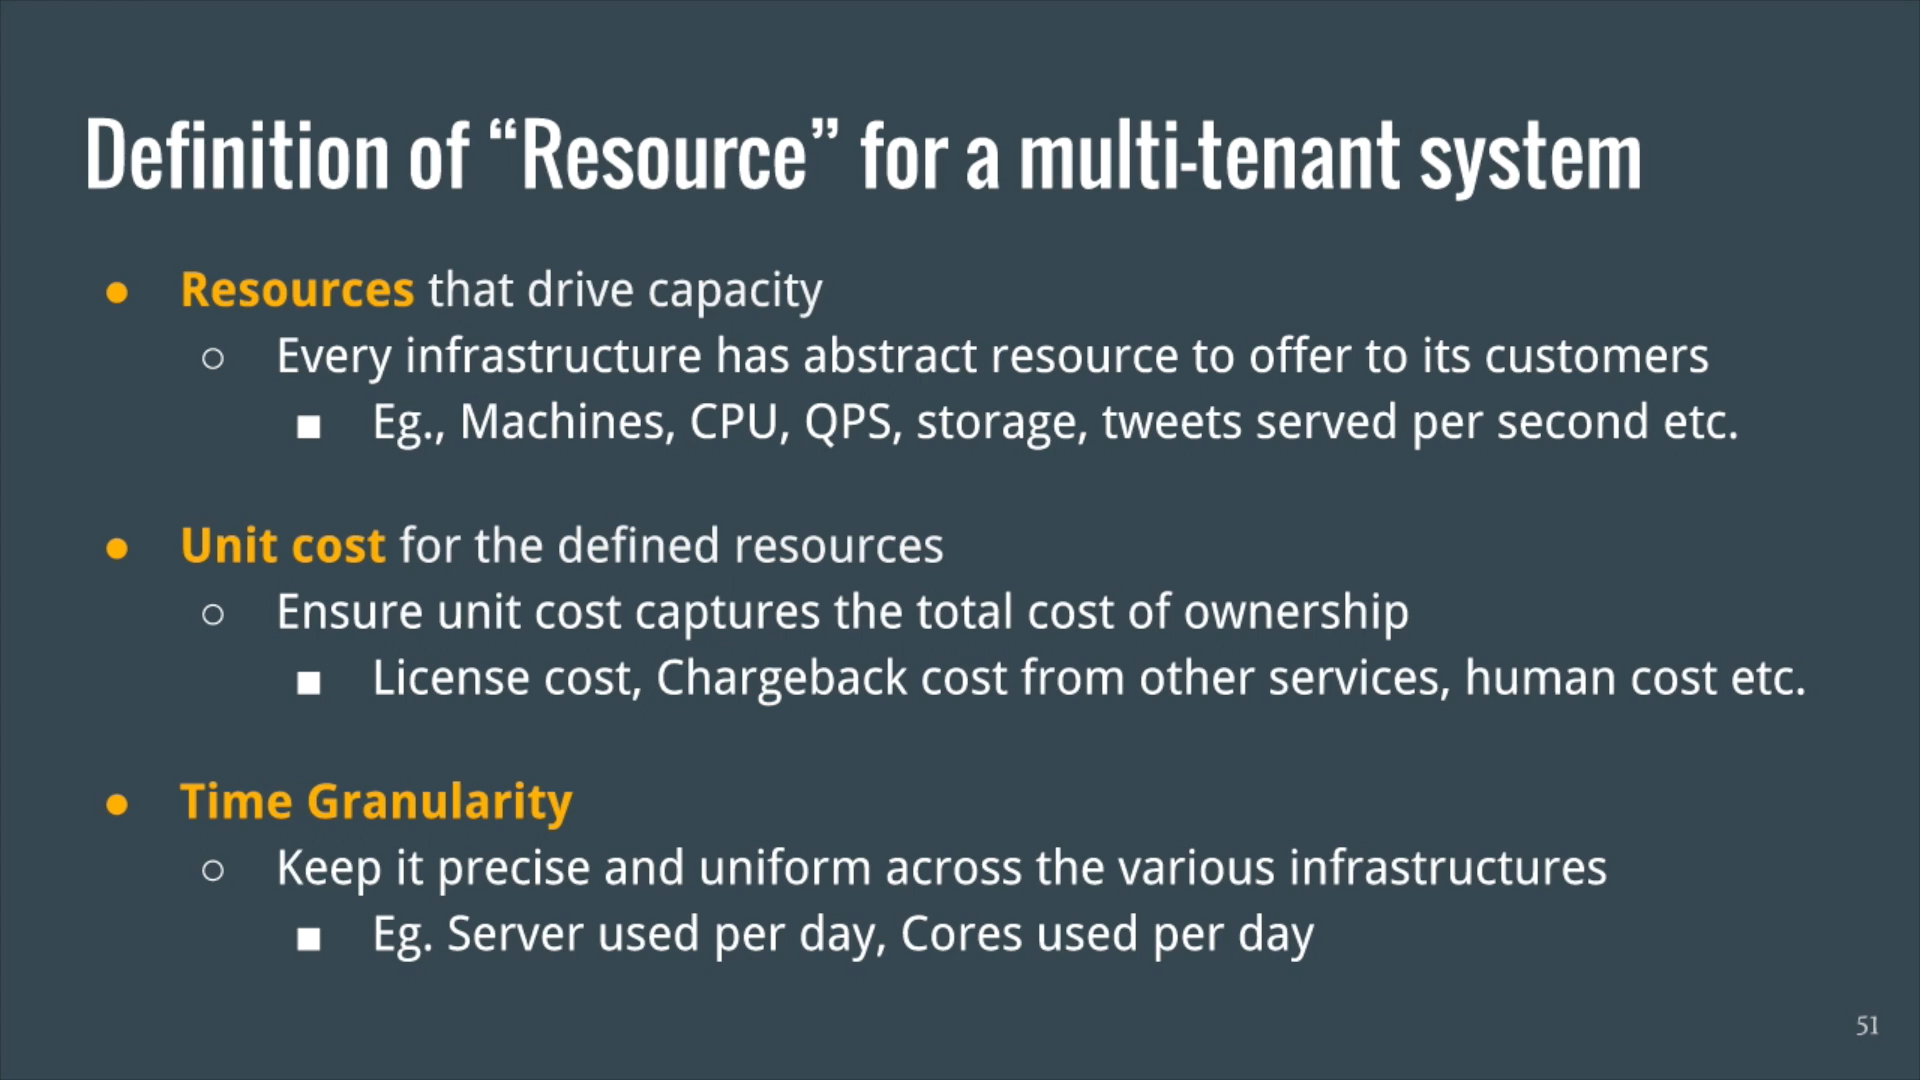 Definition of “Resource” for a multi-tenant system
● Resources that drive capacity
○ Every infrastructure has abstract resource to offer to its customers
■ Eg., Machines, CPU, QPS, storage, tweets served per second etc.
● Unit cost for the defined resources
○ Ensure unit cost captures the total cost of ownership
■ License cost, Chargeback cost from other services, human cost etc.
● Time Granularity
○ Keep it precise and uniform across the various infrastructures
■ Eg. Server used per day, Cores used per day
51